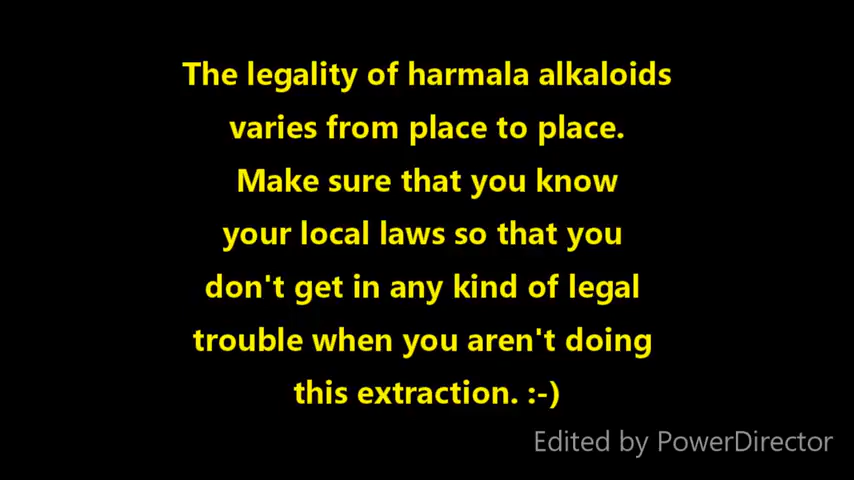 The legality of harmala alkaloids
varies from place to place.
Make sure that you know
your local laws so that you
don't get in any kind of legal
trouble when you aren't doing
this extraction. :-)
Edited by PowerDirector